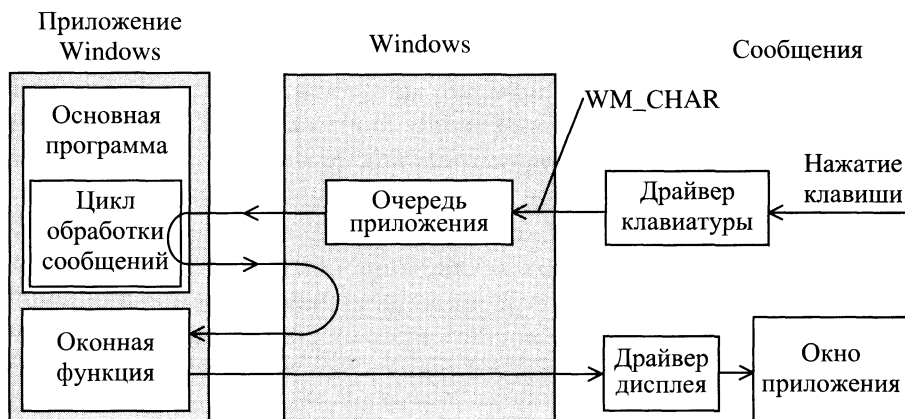 Приложение
Windows
Windows
Сообщения
Основная
программа
WM_CHAR
Цикл
обработки
сообщений
Очередь
приложения
Драйвер
клавиатуры
Нажатие
клавиши
Оконная
функция
Драйвер
дисплея
Окно
приложения